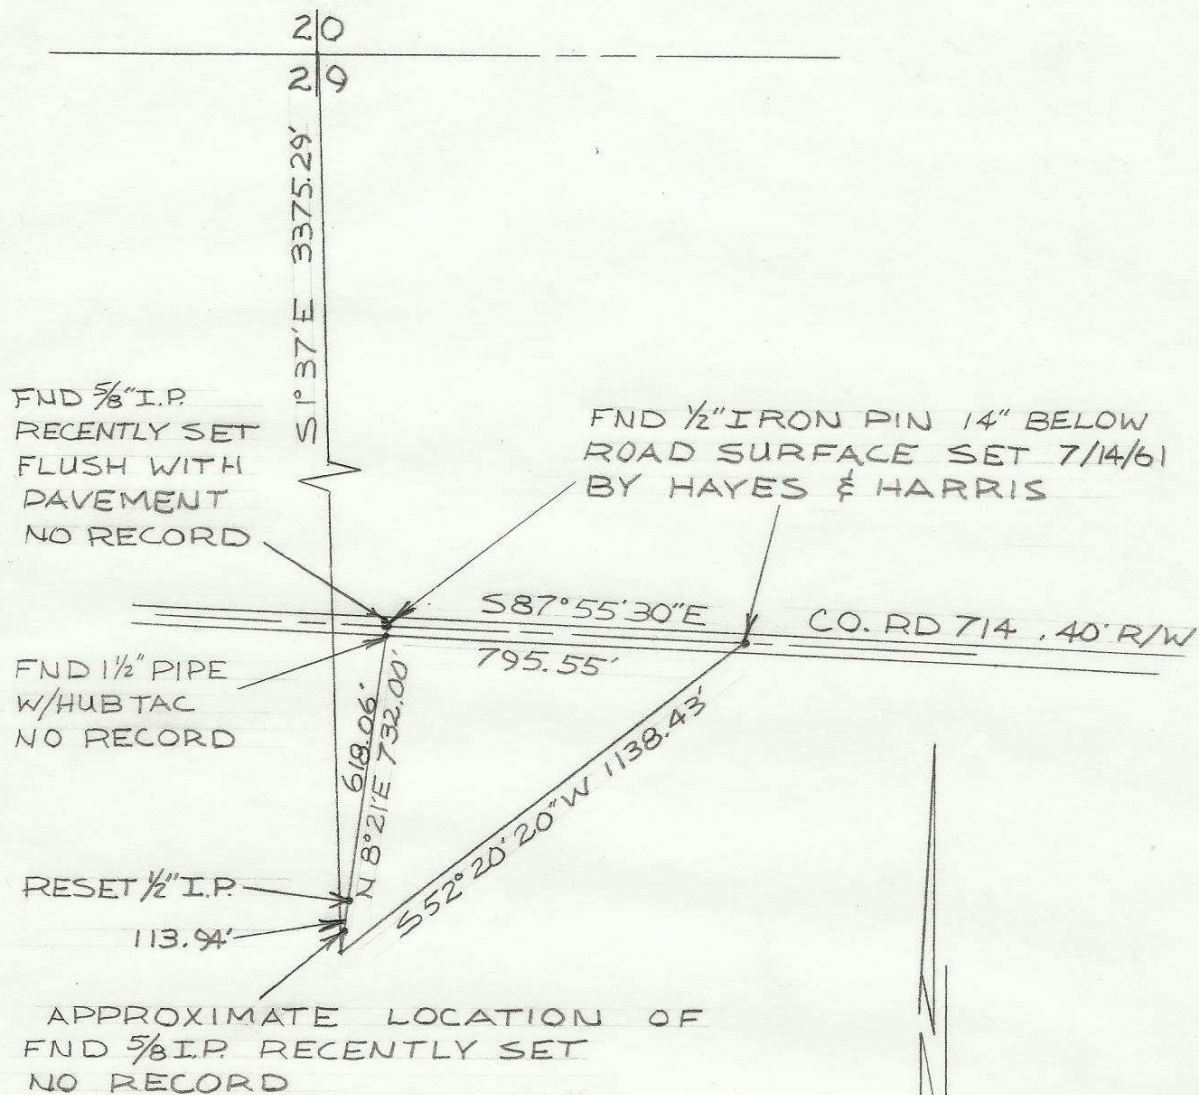 20
29
S1°37'E 3375.29'
FND 5/8" I.P.
RECENTLY SET
FLUSH WITH
PAVEMENT
NO RECORD
FND 1/2" IRON PIN 14" BELOW
ROAD SURFACE SET 7/14/61
BY HAYES & HARRIS
S87°55'30"E
795.55'
CO. RD 714 . 40' R/W
FND 1 1/2" PIPE
W/HUB TAC
NO RECORD
618.06'
N 8°21'E 732.00'
S52°20'20"W 1138.43'
RESET 1/2" I.P.
113.94'
APPROXIMATE LOCATION OF
FND 5/8 I.P. RECENTLY SET
NO RECORD